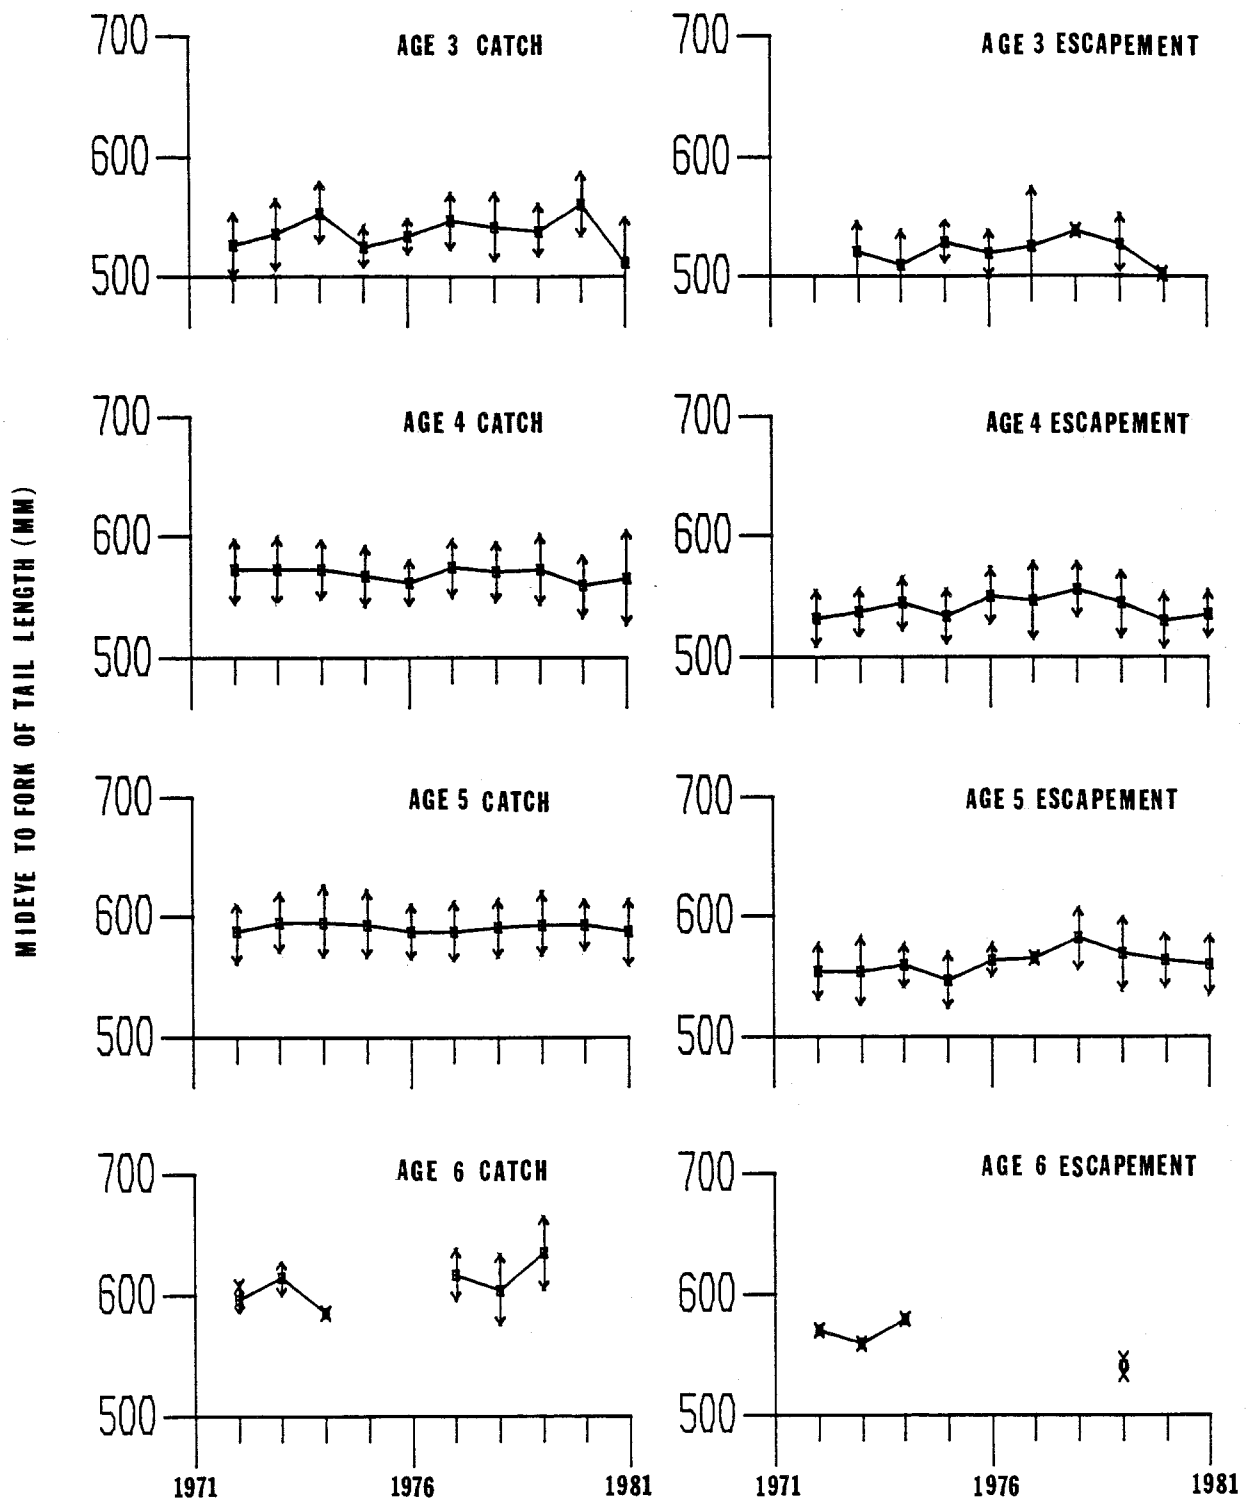 MIDEYE TO FORK OF TAIL LENGTH (MM)
AGE 3 CATCH
700
600
500
AGE 3 ESCAPEMENT
700
600
500
AGE 4 CATCH
700
600
500
AGE 4 ESCAPEMENT
700
600
500
AGE 5 CATCH
700
600
500
AGE 5 ESCAPEMENT
700
600
500
AGE 6 CATCH
700
600
500
1971 1976 1981
AGE 6 ESCAPEMENT
700
600
500
1971 1976 1981